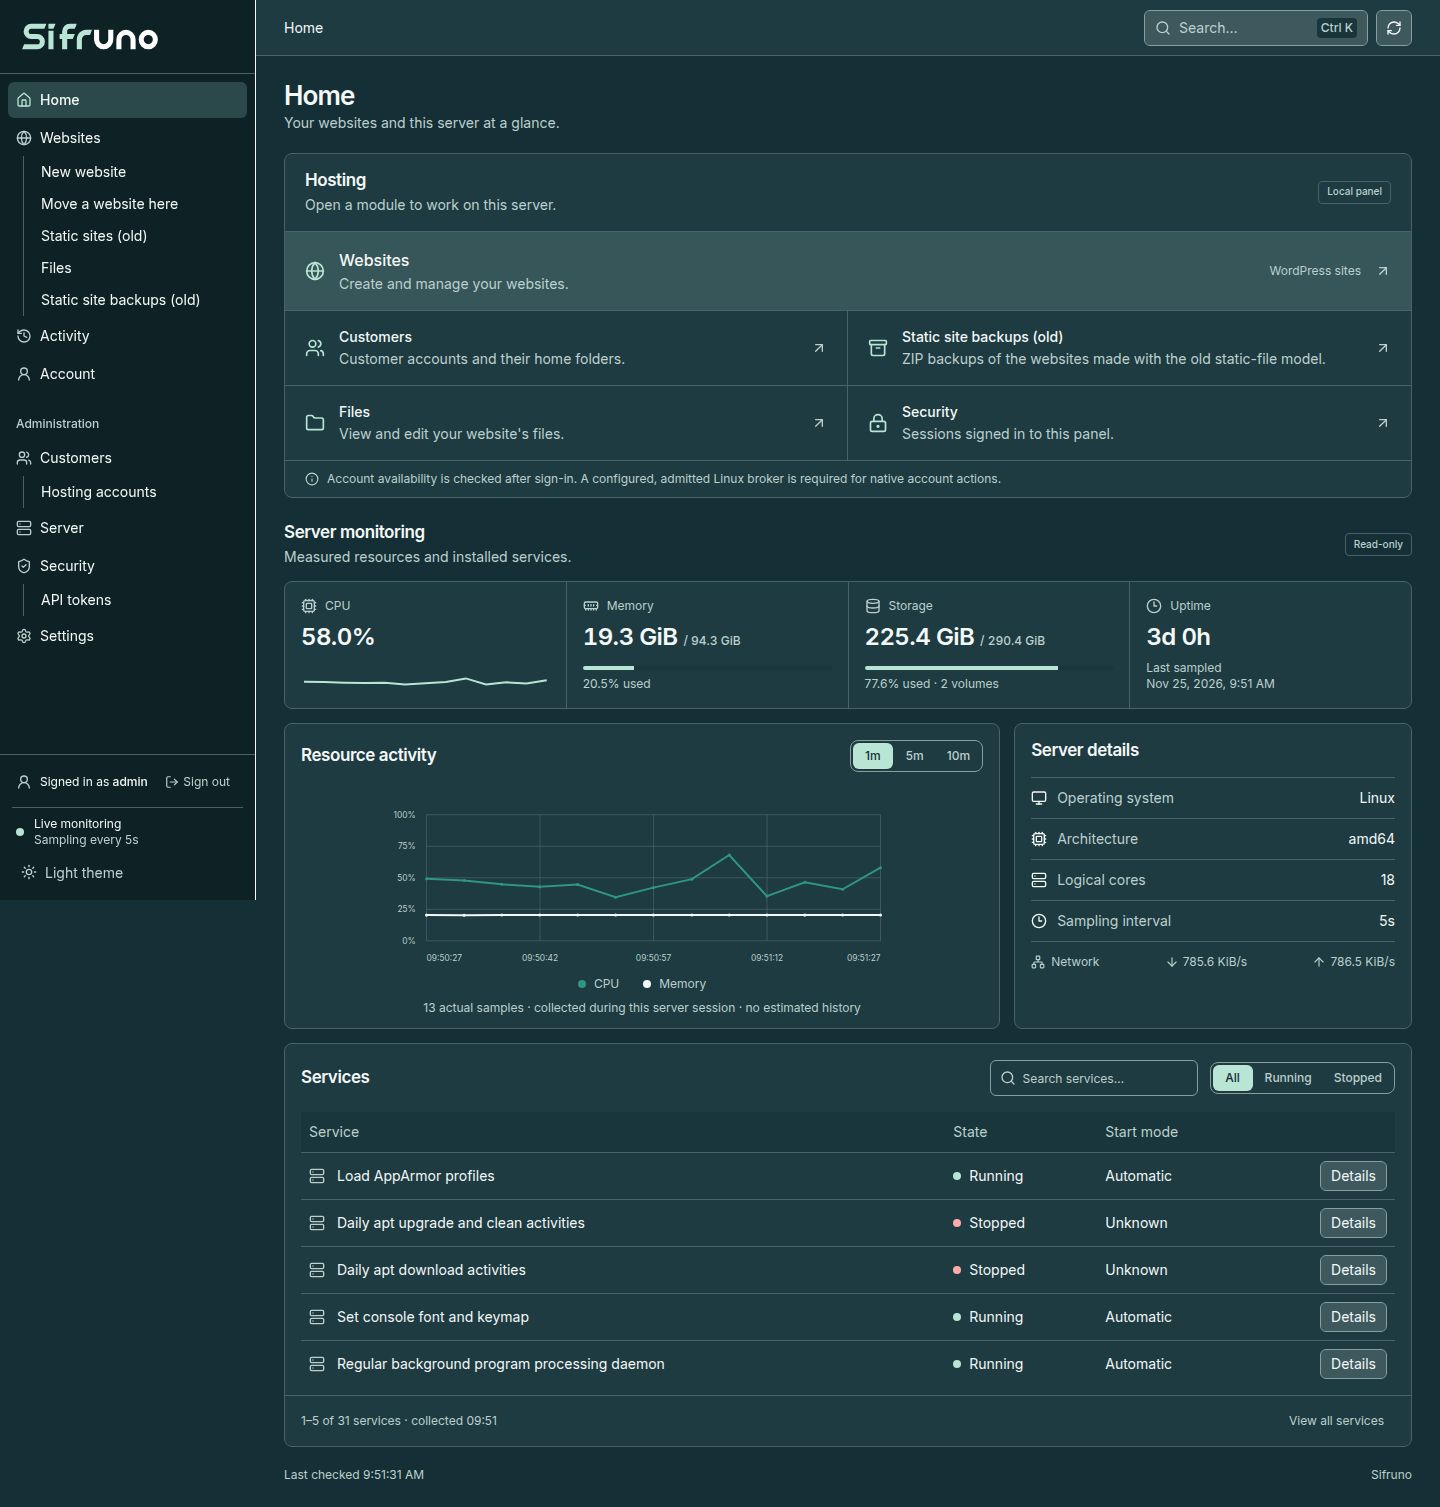 Sifruno
Home
Websites
New website
Move a website here
Static sites (old)
Files
Static site backups (old)
Activity
Account
Administration
Customers
Hosting accounts
Server
Security
API tokens
Settings
Signed in as admin
Sign out
Live monitoring
Sampling every 5s
Light theme
Home
Search...
Ctrl K
Home
Your websites and this server at a glance.
Hosting
Open a module to work on this server.
Local panel
Websites
Create and manage your websites.
WordPress sites
Customers
Customer accounts and their home folders.
Static site backups (old)
ZIP backups of the websites made with the old static-file model.
Files
View and edit your website's files.
Security
Sessions signed in to this panel.
Account availability is checked after sign-in. A configured, admitted Linux broker is required for native account actions.
Server monitoring
Measured resources and installed services.
Read-only
CPU
58.0%
Memory
19.3 GiB / 94.3 GiB
20.5% used
Storage
225.4 GiB / 290.4 GiB
77.6% used · 2 volumes
Uptime
3d 0h
Last sampled
Nov 25, 2026, 9:51 AM
Resource activity
1m 5m 10m
100%
75%
50%
25%
0%
09:50:27 09:50:42 09:50:57 09:51:12 09:51:27
CPU Memory
13 actual samples · collected during this server session · no estimated history
Server details
Operating system Linux
Architecture amd64
Logical cores 18
Sampling interval 5s
Network 785.6 KiB/s 786.5 KiB/s
Services
Search services...
All Running Stopped
Service State Start mode
Load AppArmor profiles Running Automatic Details
Daily apt upgrade and clean activities Stopped Unknown Details
Daily apt download activities Stopped Unknown Details
Set console font and keymap Running Automatic Details
Regular background program processing daemon Running Automatic Details
1–5 of 31 services · collected 09:51
View all services
Last checked 9:51:31 AM
Sifruno